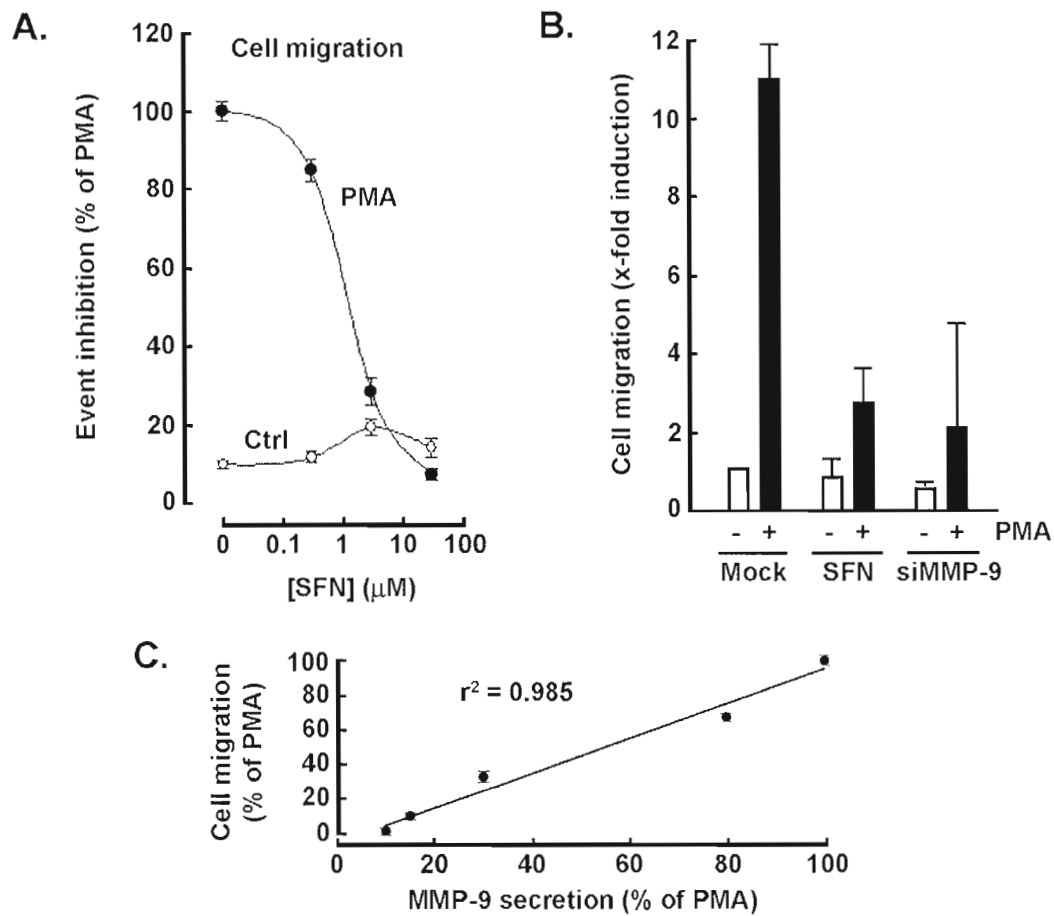 A.
Cell migration
Event inhibition (% of PMA)
120
100
80
60
40
20
0
PMA
Ctrl
0 0.1 1 10 100
[SFN] (µM)
B.
Cell migration (x-fold induction)
12
10
8
6
4
2
0
- + - + - + PMA
Mock SFN siMMP-9
C.
Cell migration
(% of PMA)
100
80
60
40
20
0
r² = 0.985
0 20 40 60 80 100
MMP-9 secretion (% of PMA)